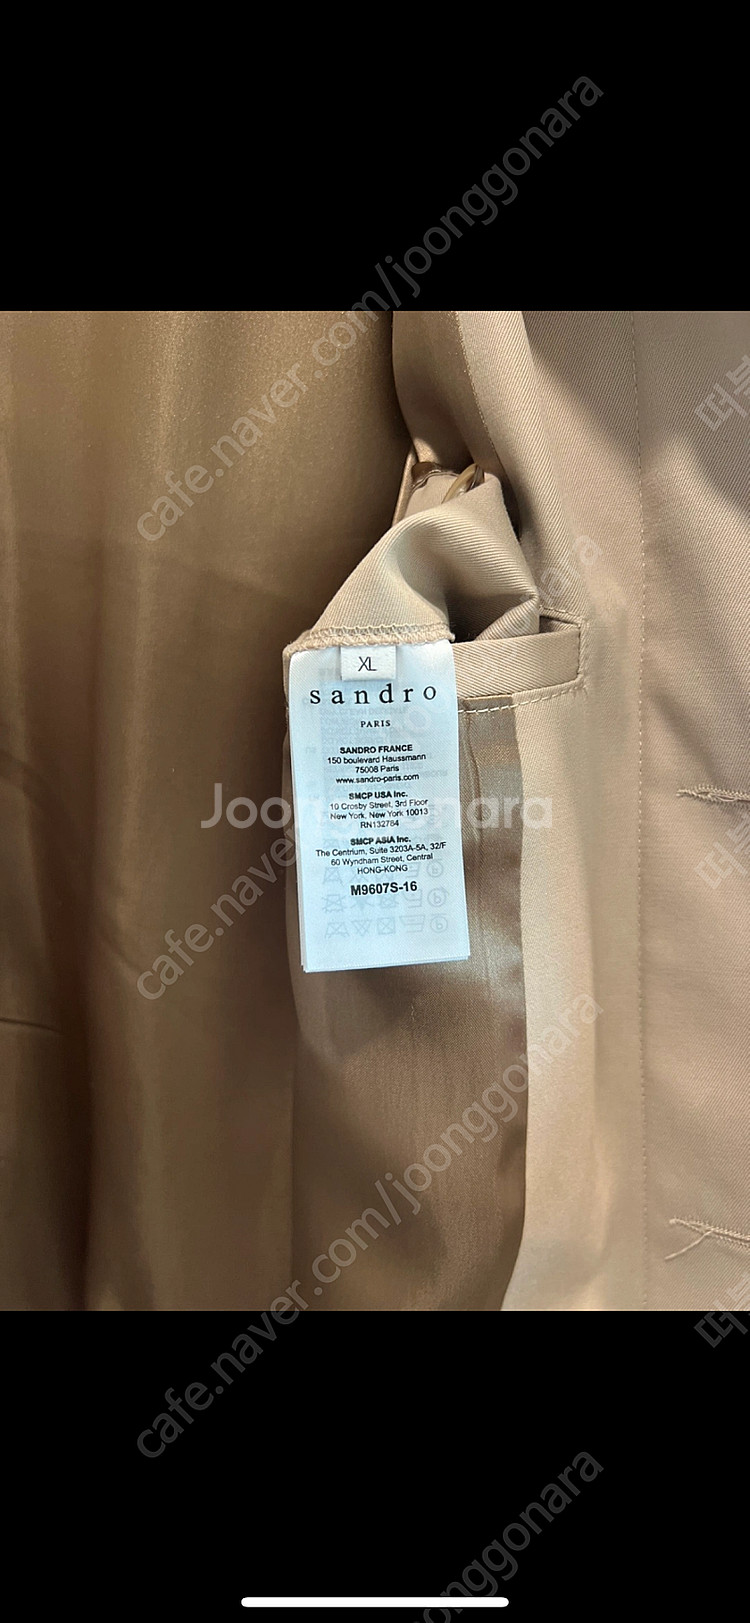 XL
sandro
PARIS
SANDRO FRANCE
150 boulevard Haussmann
75008 Paris
www.sandro-paris.com
SMCP USA Inc.
10 Crosby Street, 3rd Floor
New York, New York 10013
RN132784
SMCP ASIA Inc.
The Centrium, Suite 3203A-5A, 32/F
60 Wyndham Street, Central
HONG-KONG
M9607S-16
Joonggonara
cafe.naver.com/joonggonara
cafe.naver.com/joonggonara
cafe.naver.com/joonggonara
joonggonara